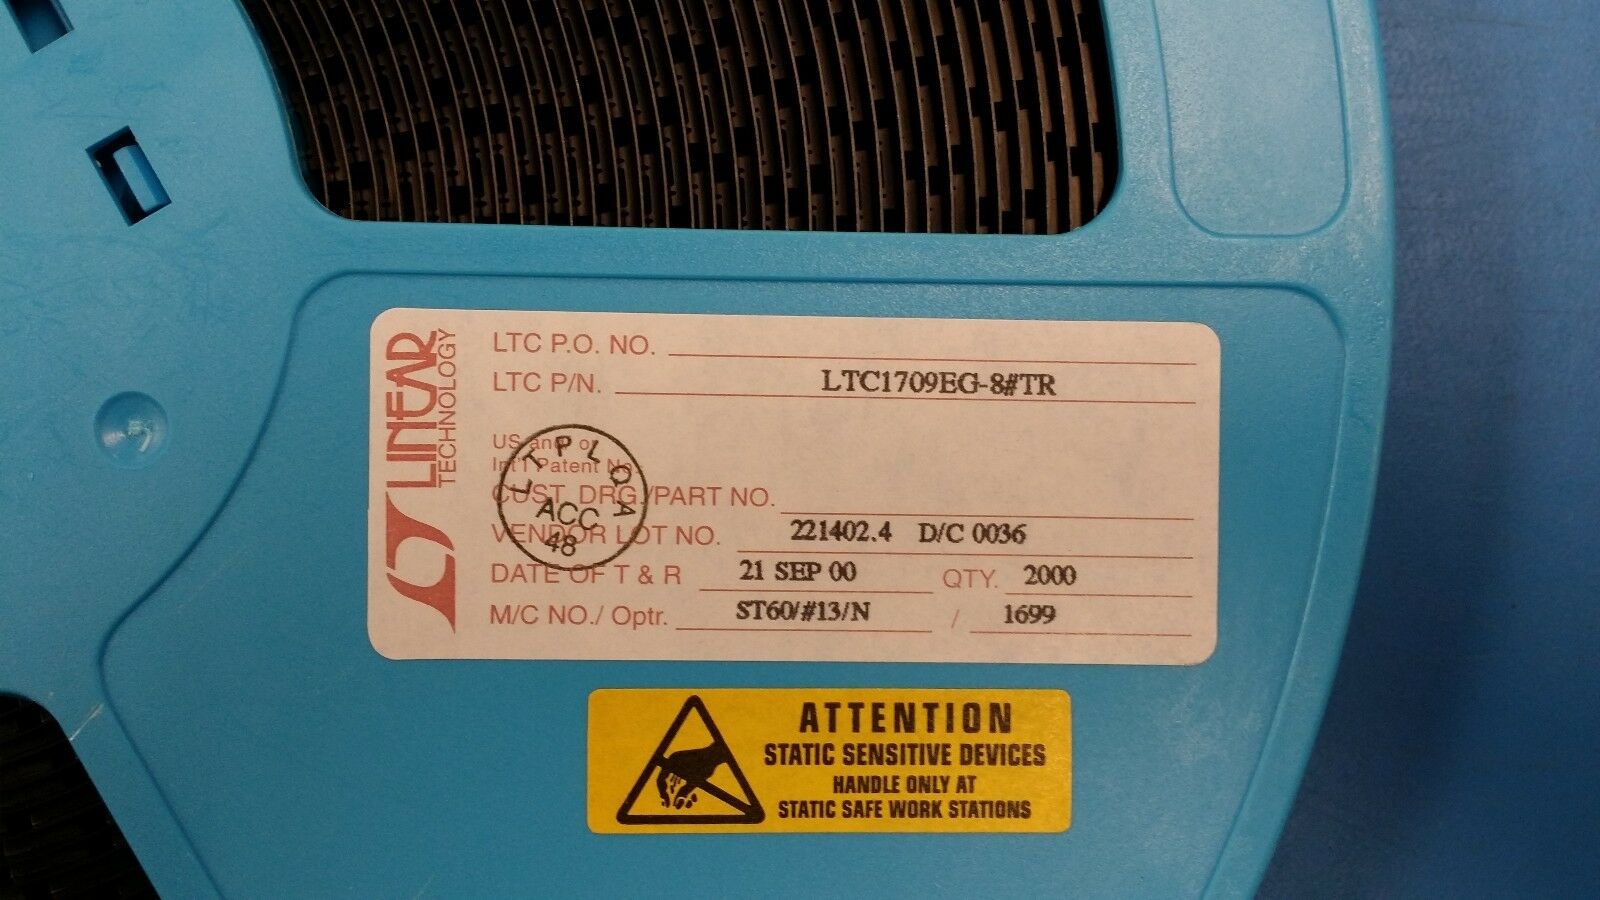 LINEAR
TECHNOLOGY
LTC P.O. NO.
LTC P/N. LTC1709EG-8#TR
US and or
Int'l Patent No.
CUST. DRG./PART NO.
VENDOR LOT NO. 221402.4 D/C 0036
DATE OF T & R 21 SEP 00 QTY. 2000
M/C NO./ Optr. ST60/#13/N / 1699
LTPLQA
ACC
48
ATTENTION
STATIC SENSITIVE DEVICES
HANDLE ONLY AT
STATIC SAFE WORK STATIONS